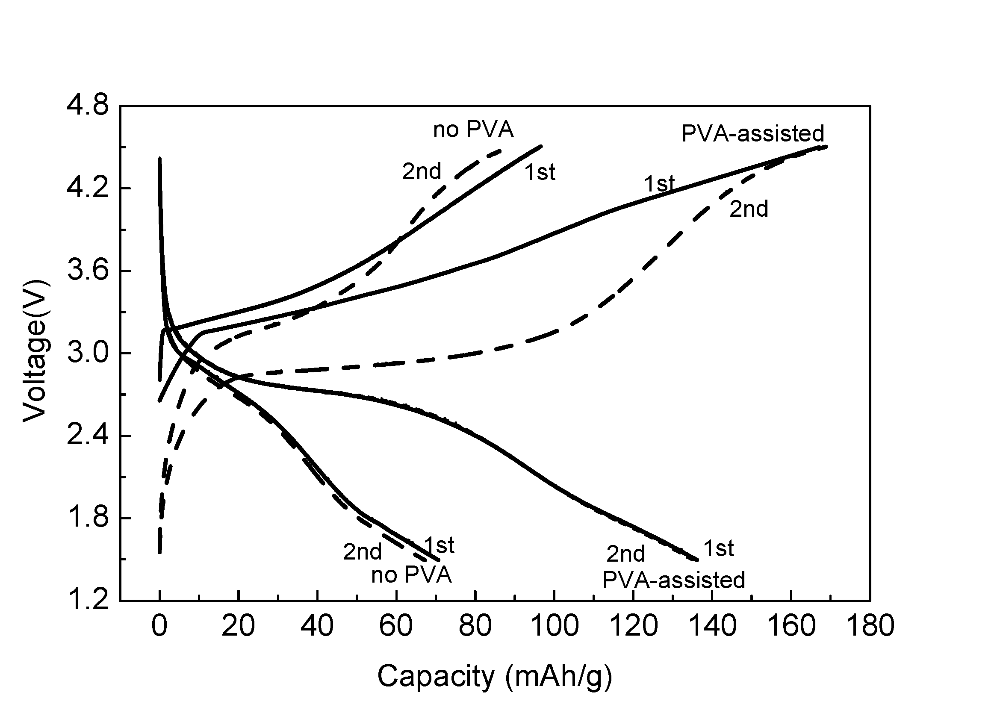 4.8
no PVA
PVA-assisted
2nd
1st
1st
4.2
2nd
3.6
Voltage(V)
3.0
2.4
1.8
2nd
1st
no PVA
2nd
1st
PVA-assisted
1.2
0 20 40 60 80 100 120 140 160 180
Capacity (mAh/g)